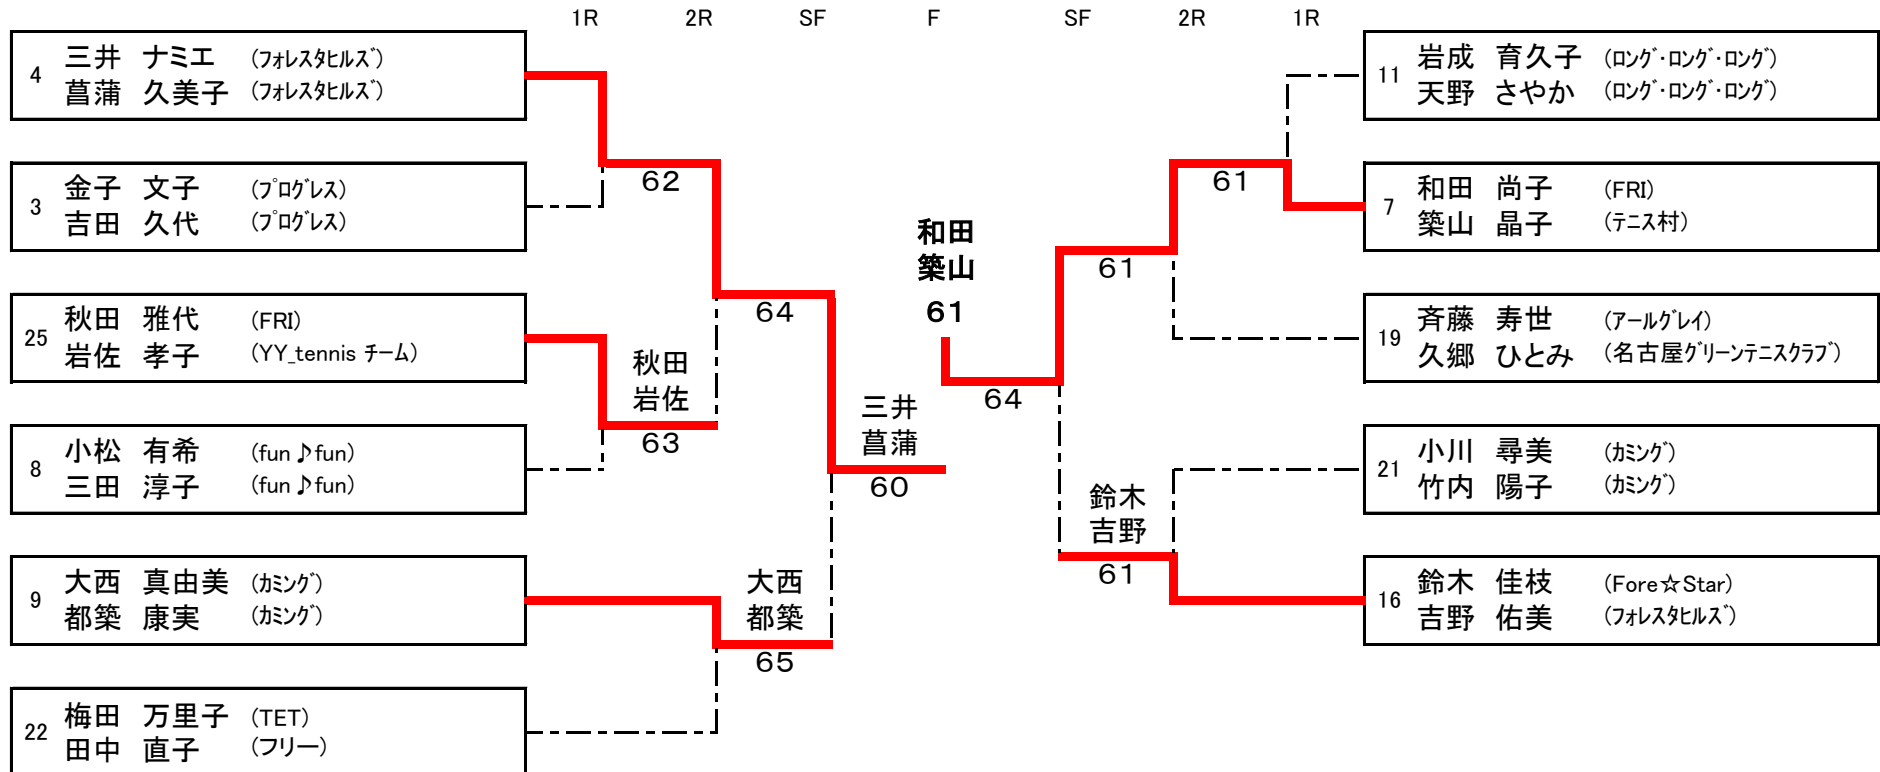 1R 2R SF F SF 2R 1R
4 三井 ナミエ (フォレスタヒルズ)
菖蒲 久美子 (フォレスタヒルズ)
3 金子 文子 (プログレス)
吉田 久代 (プログレス)
25 秋田 雅代 (FRI)
岩佐 孝子 (YY_tennis チーム)
8 小松 有希 (fun♪fun)
三田 淳子 (fun♪fun)
9 大西 真由美 (カミング)
都築 康実 (カミング)
22 梅田 万里子 (TET)
田中 直子 (フリー)
62
秋田
岩佐
63
64
大西
都築
65
三井
菖蒲
60
和田
築山
61
64
61
鈴木
吉野
61
61
11 岩成 育久子 (ロング・ロング・ロング)
天野 さやか (ロング・ロング・ロング)
7 和田 尚子 (FRI)
築山 晶子 (テニス村)
19 斉藤 寿世 (アールグレイ)
久郷 ひとみ (名古屋グリーンテニスクラブ)
21 小川 尋美 (カミング)
竹内 陽子 (カミング)
16 鈴木 佳枝 (Fore☆Star)
吉野 佑美 (フォレスタヒルズ)